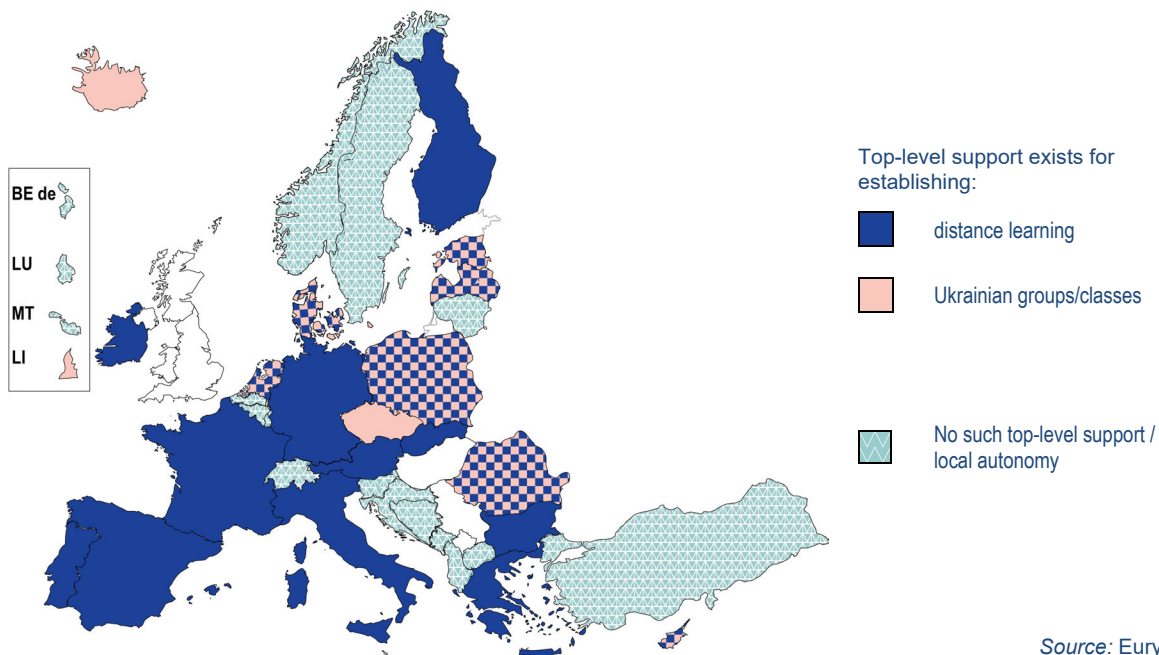 BE de
LU
MT
LI
Top-level support exists for
establishing:
distance learning
Ukrainian groups/classes
No such top-level support /
local autonomy
Source: Eury